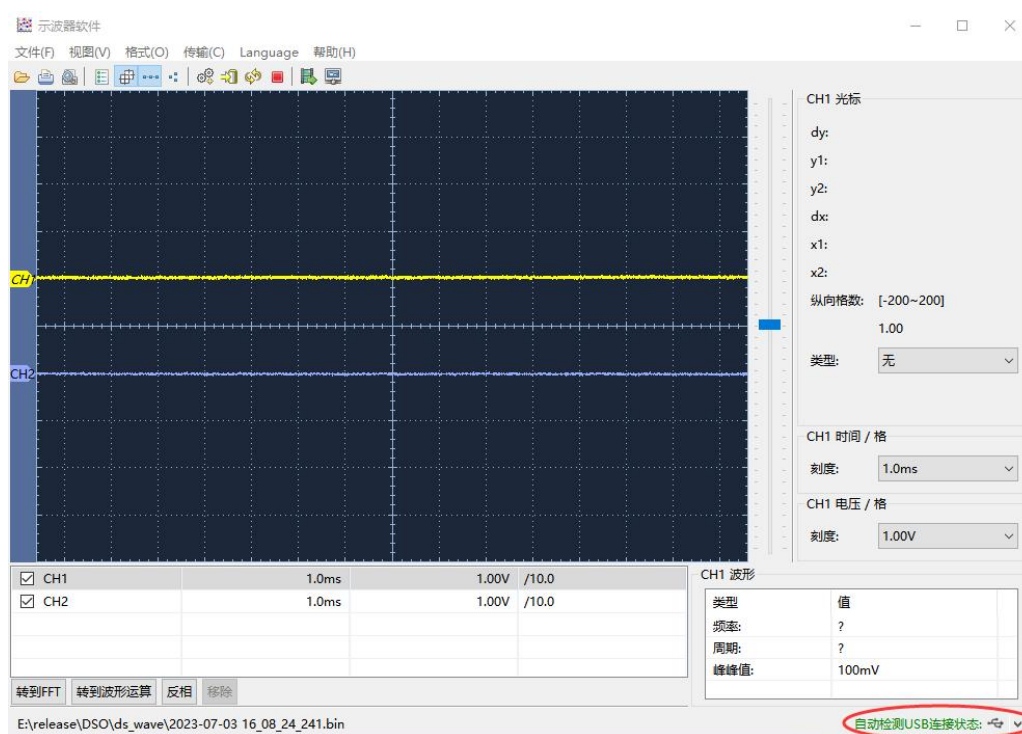 示波器软件
文件(F) 视图(V) 格式(O) 传输(C) Language 帮助(H)
CH1 光标
dy:
y1:
y2:
dx:
x1:
x2:
纵向格数: [-200~200]
1.00
类型: 无
CH1 时间 / 格
刻度: 1.0ms
CH1 电压 / 格
刻度: 1.00V
CH
CH2
CH1 1.0ms 1.00V /10.0
CH2 1.0ms 1.00V /10.0
CH1 波形
类型 值
频率: ?
周期: ?
峰峰值: 100mV
转到FFT 转到波形运算 反相 移除
E:\release\DSO\ds_wave\2023-07-03 16_08_24_241.bin
自动检测USB连接状态: